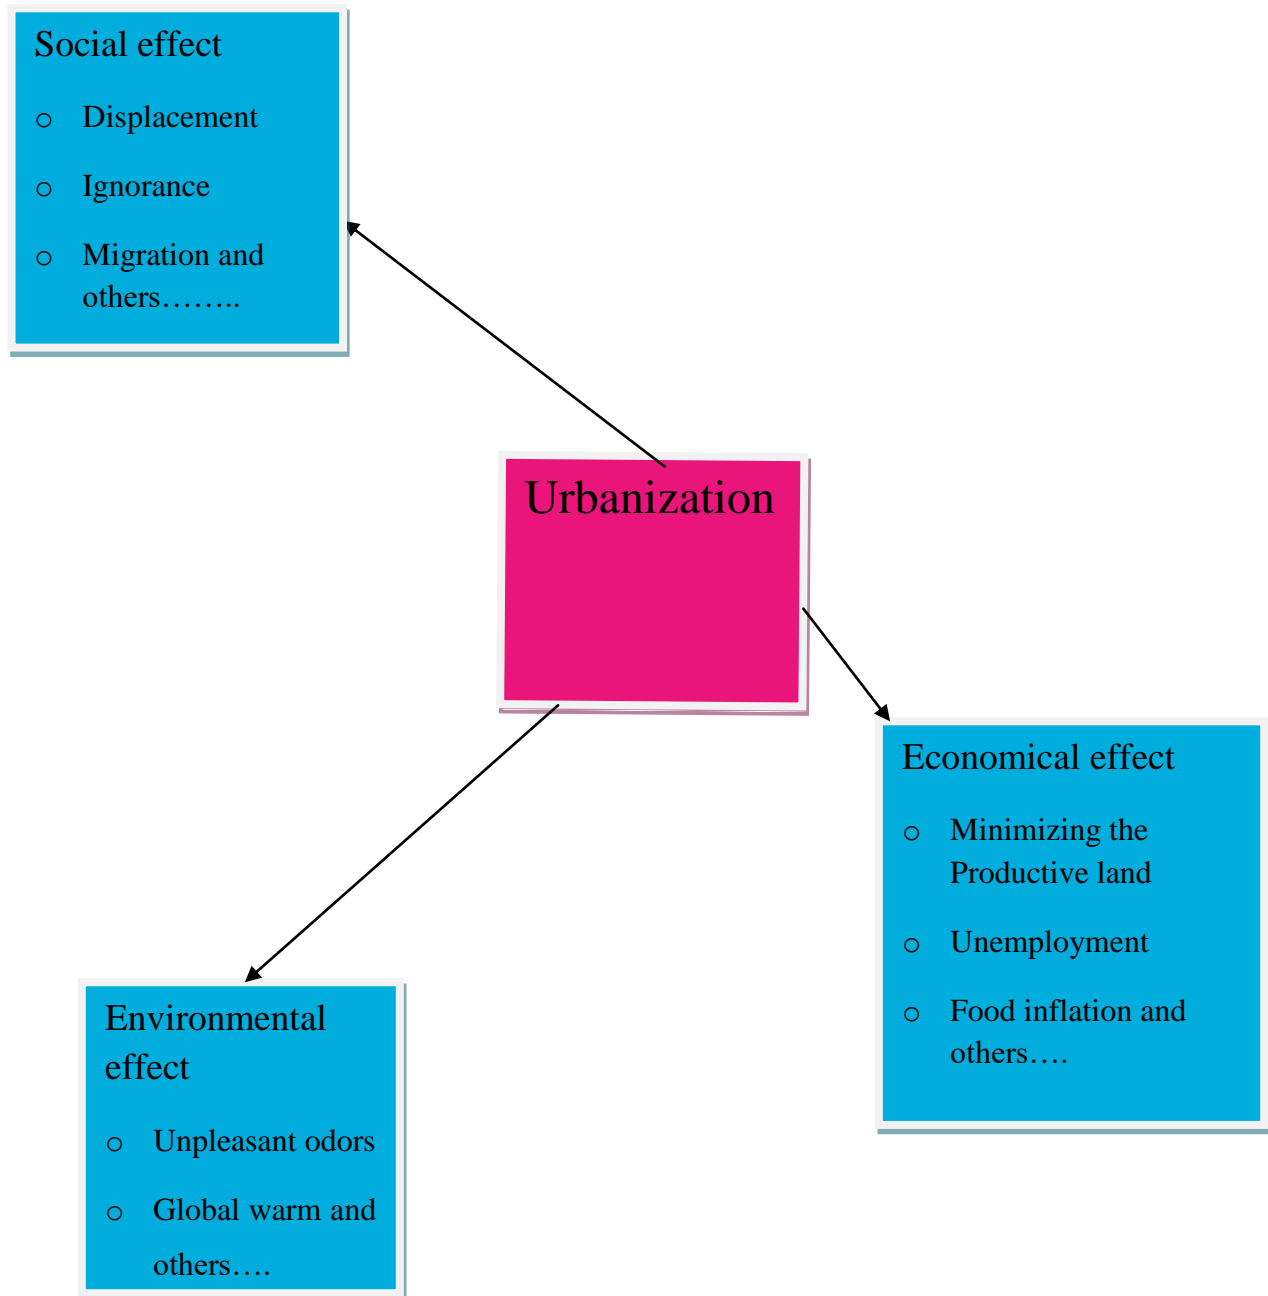 Social effect
o Displacement
o Ignorance
o Migration and
others……..
Urbanization
Economical effect
o Minimizing the
Productive land
o Unemployment
o Food inflation and
others….
Environmental
effect
o Unpleasant odors
o Global warm and
others….